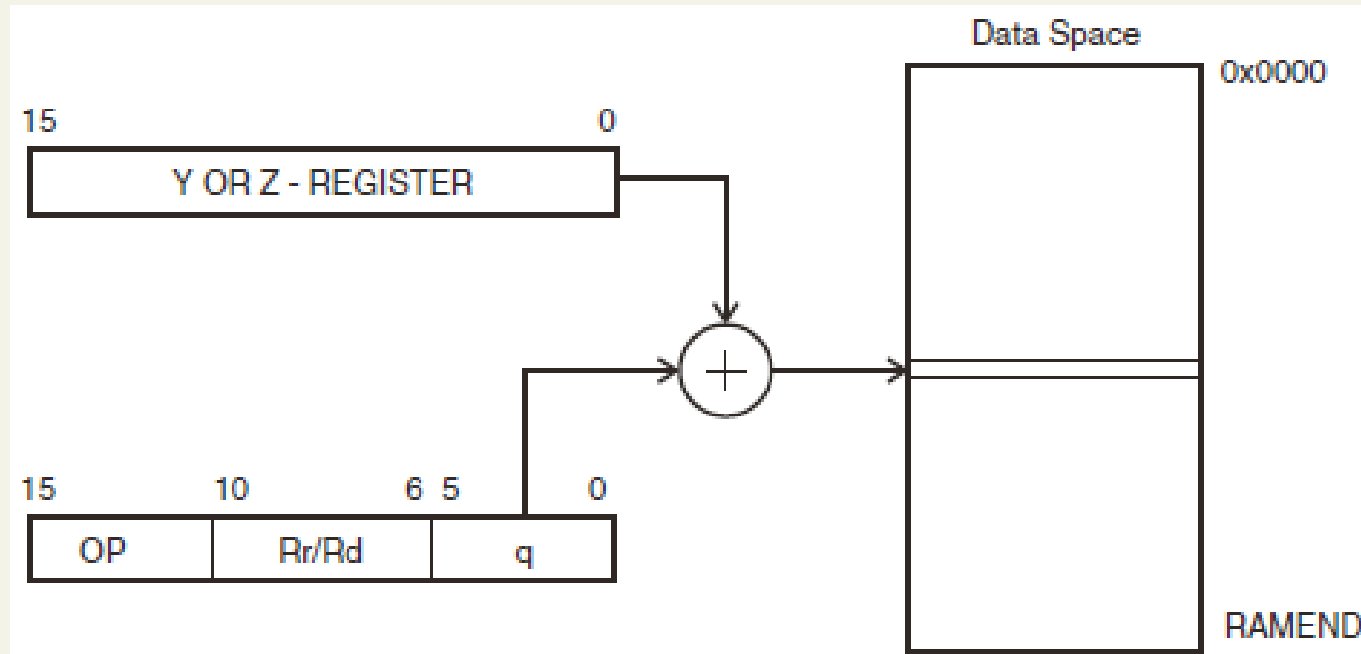 Data Space
0x0000
15 0
Y OR Z - REGISTER
+
15 10 6 5 0
OP Rr/Rd q
RAMEND